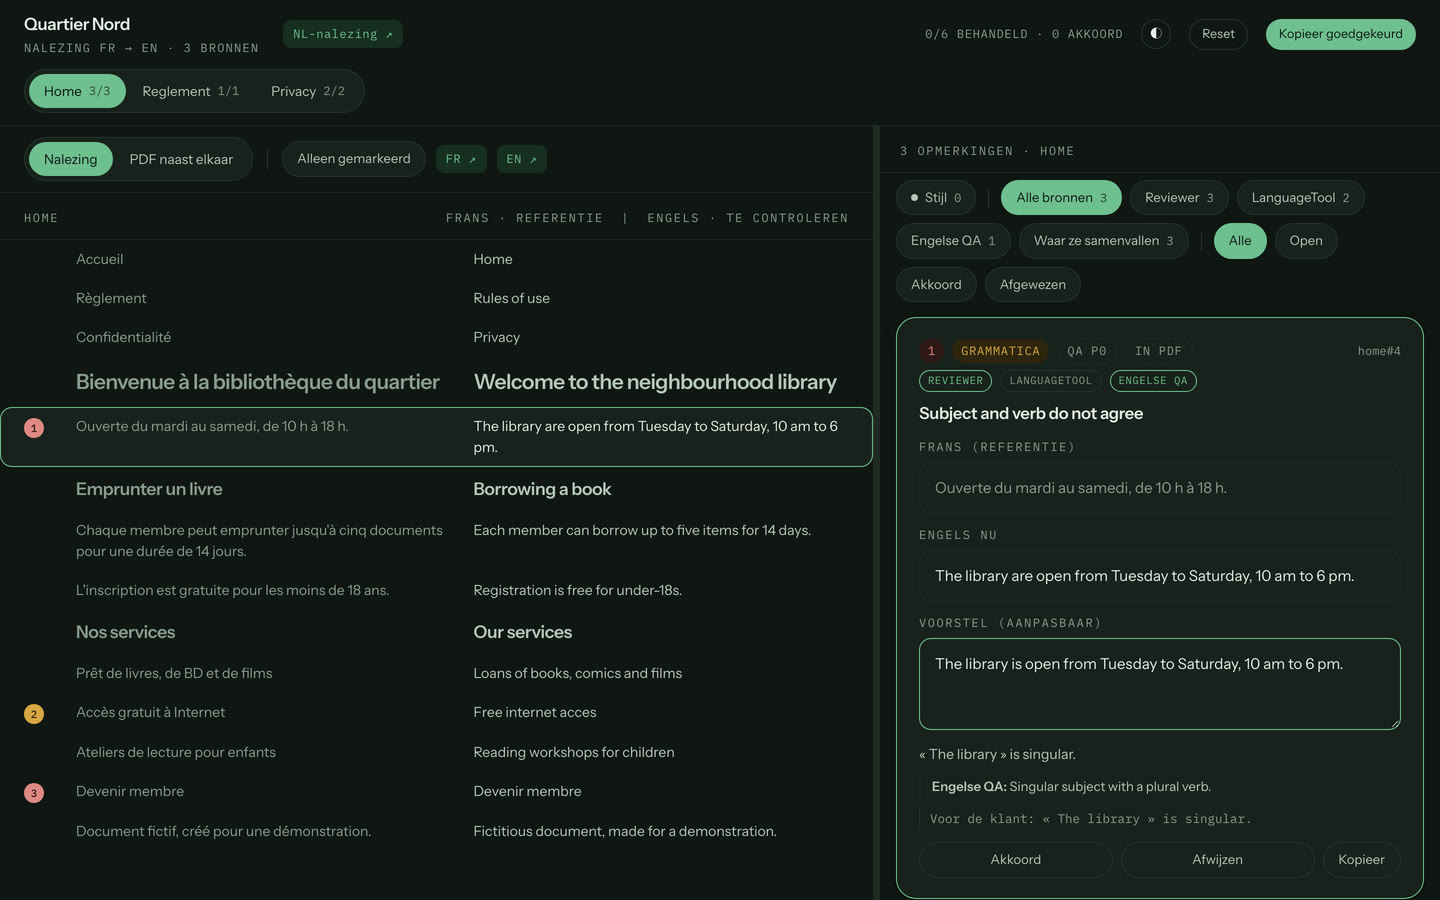 Quartier Nord
NALEZING FR → EN · 3 BRONNEN
NL-nalezing ↗
0/6 BEHANDELD · 0 AKKOORD
Reset
Kopieer goedgekeurd
Home 3/3
Reglement 1/1
Privacy 2/2
Nalezing
PDF naast elkaar
Alleen gemarkeerd
FR ↗
EN ↗
HOME
FRANS · REFERENTIE | ENGELS · TE CONTROLEREN
Accueil
Home
Règlement
Rules of use
Confidentialité
Privacy
Bienvenue à la bibliothèque du quartier
Welcome to the neighbourhood library
1
Ouverte du mardi au samedi, de 10 h à 18 h.
The library are open from Tuesday to Saturday, 10 am to 6
pm.
Emprunter un livre
Borrowing a book
Chaque membre peut emprunter jusqu'à cinq documents
pour une durée de 14 jours.
Each member can borrow up to five items for 14 days.
L'inscription est gratuite pour les moins de 18 ans.
Registration is free for under-18s.
Nos services
Our services
Prêt de livres, de BD et de films
Loans of books, comics and films
2
Accès gratuit à Internet
Free internet acces
Ateliers de lecture pour enfants
Reading workshops for children
3
Devenir membre
Devenir membre
Document fictif, créé pour une démonstration.
Fictitious document, made for a demonstration.
3 OPMERKINGEN · HOME
Stijl 0
Alle bronnen 3
Reviewer 3
LanguageTool 2
Engelse QA 1
Waar ze samenvallen 3
Alle
Open
Akkoord
Afgewezen
1
GRAMMATICA
QA P0
IN PDF
home#4
REVIEWER
LANGUAGETOOL
ENGELSE QA
Subject and verb do not agree
FRANS (REFERENTIE)
Ouverte du mardi au samedi, de 10 h à 18 h.
ENGELS NU
The library are open from Tuesday to Saturday, 10 am to 6 pm.
VOORSTEL (AANPASBAAR)
The library is open from Tuesday to Saturday, 10 am to 6 pm.
« The library » is singular.
Engelse QA: Singular subject with a plural verb.
Voor de klant: « The library » is singular.
Akkoord
Afwijzen
Kopieer